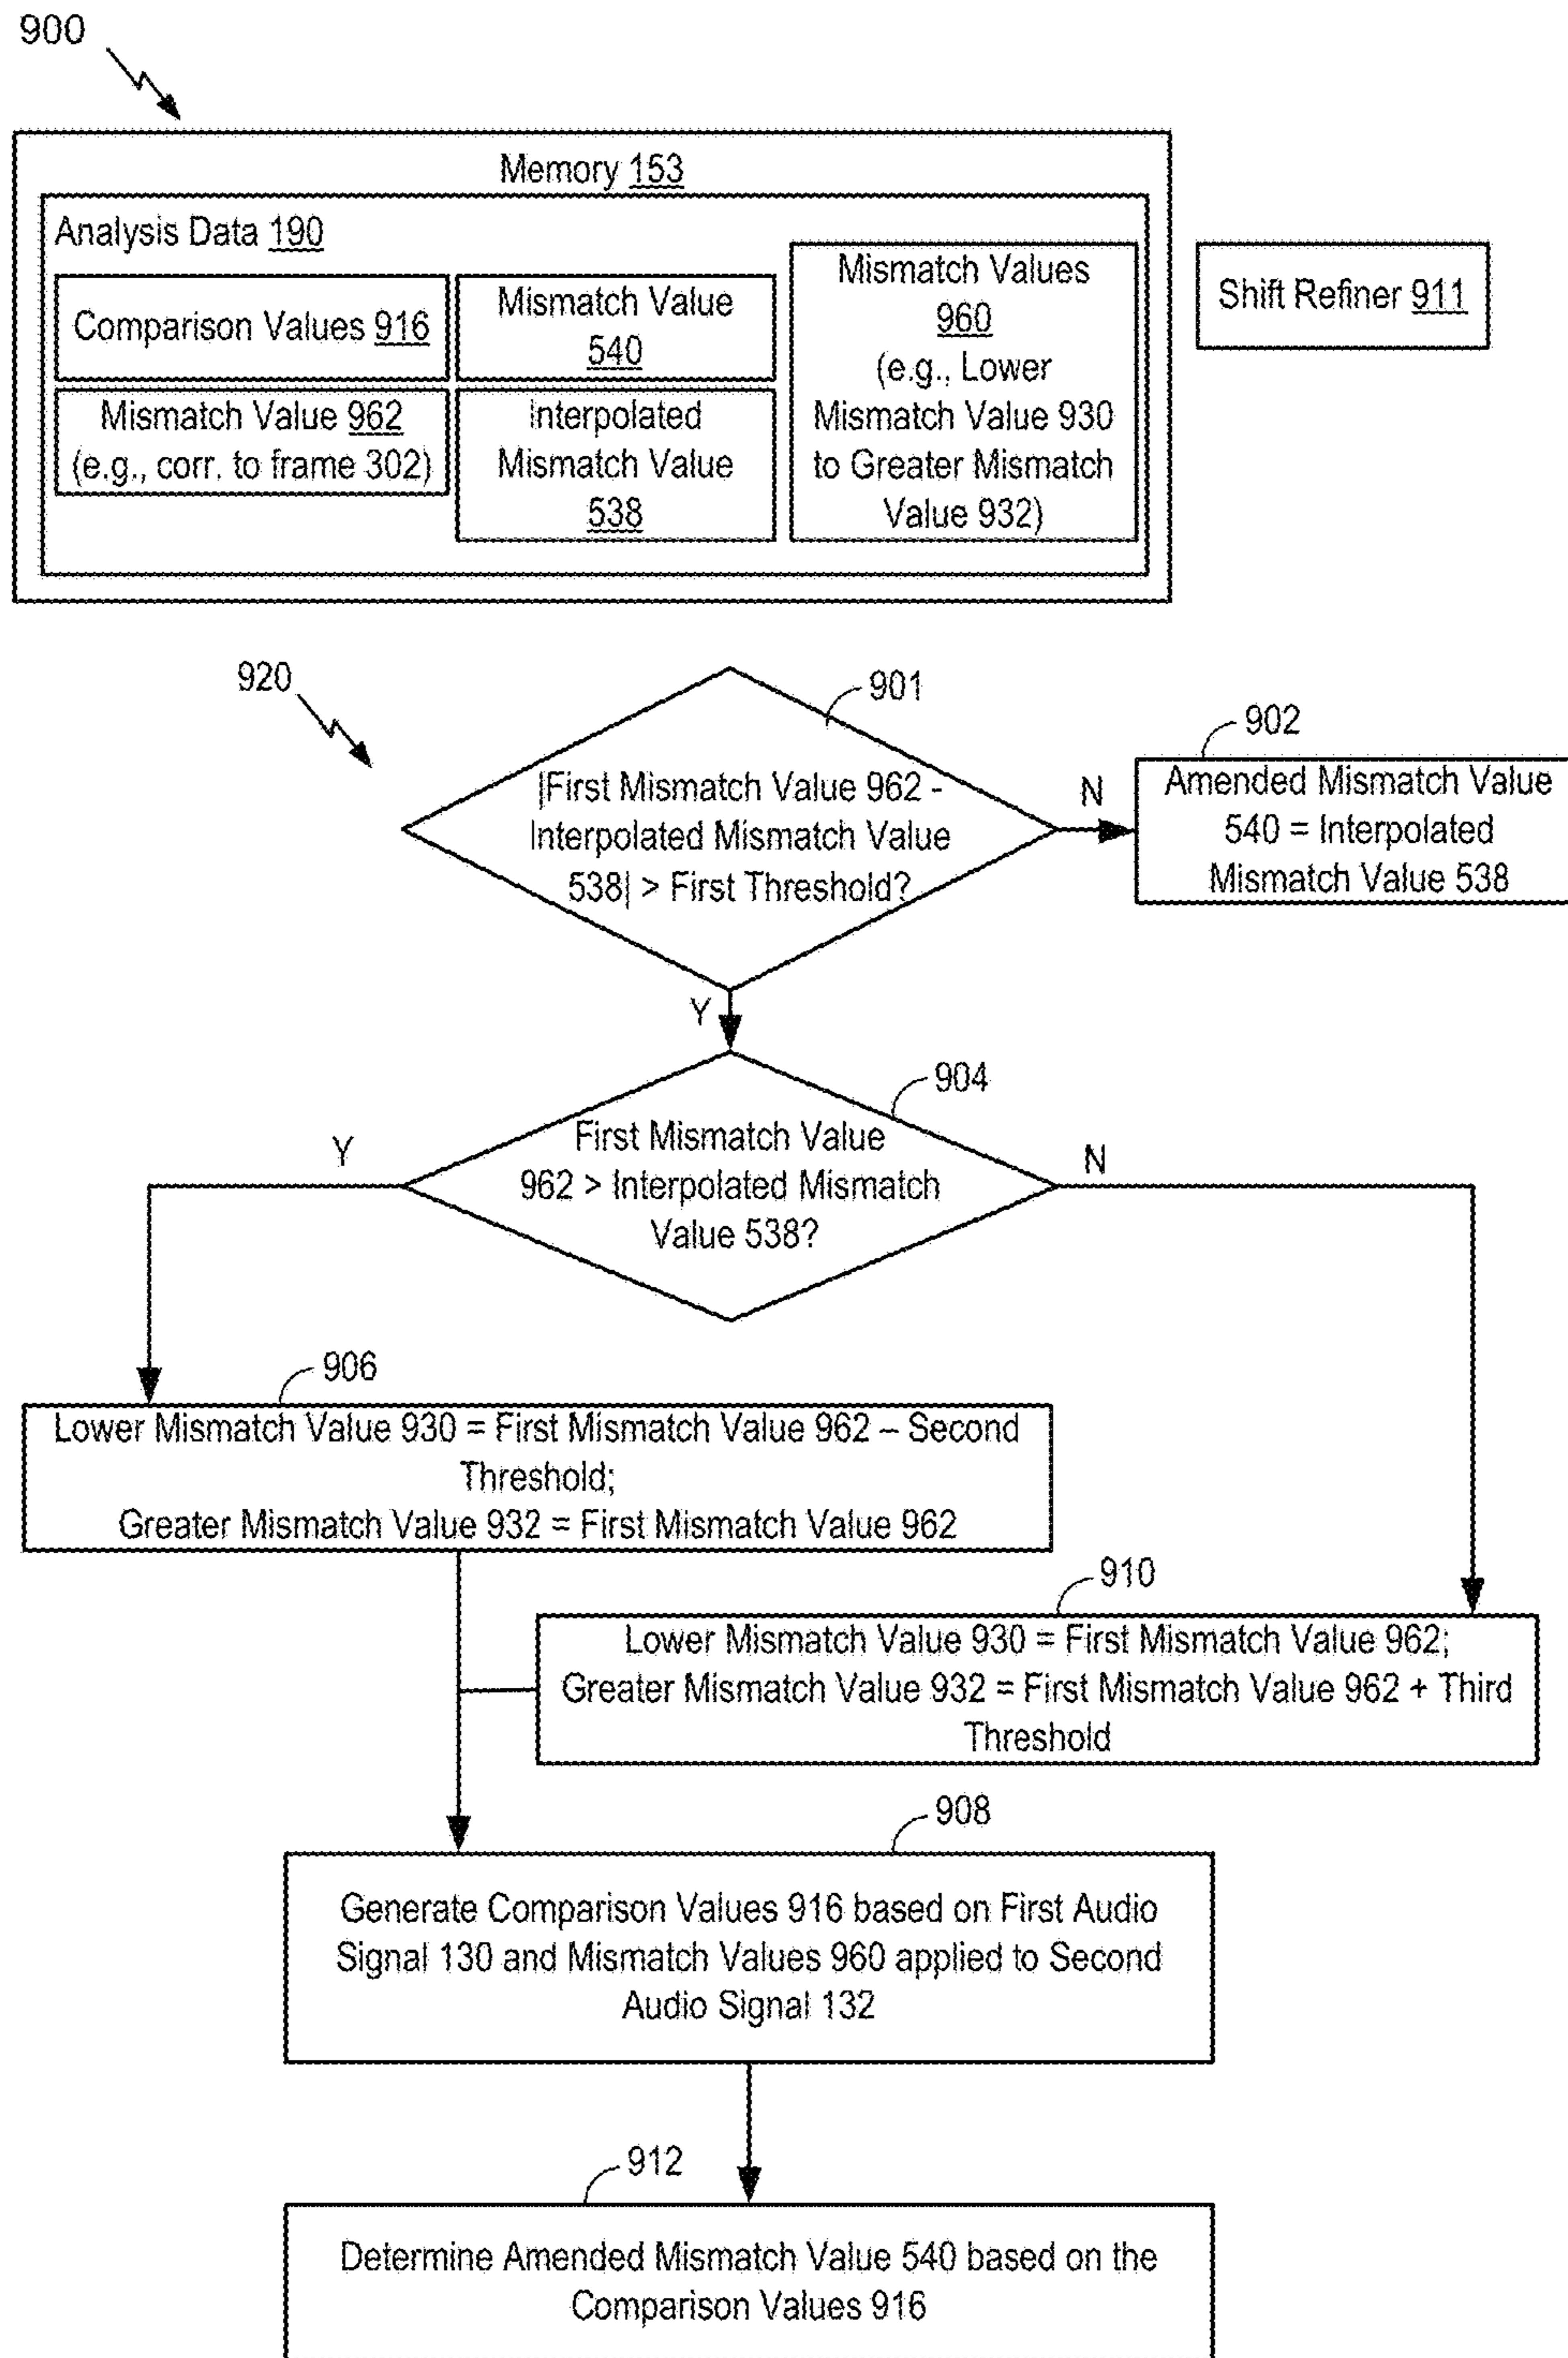 900
Memory 153
Analysis Data 190
Comparison Values 916
Mismatch Value
540
Mismatch Values
960
(e.g., Lower
Mismatch Value 930
to Greater Mismatch
Value 932)
Shift Refiner 911
Mismatch Value 962
(e.g., corr. to frame 302)
Interpolated
Mismatch Value
538
920
901
|First Mismatch Value 962 -
Interpolated Mismatch Value
538| > First Threshold?
N
902
Amended Mismatch Value
540 = Interpolated
Mismatch Value 538
Y
904
First Mismatch Value
962 > Interpolated Mismatch
Value 538?
Y
N
906
Lower Mismatch Value 930 = First Mismatch Value 962 – Second
Threshold;
Greater Mismatch Value 932 = First Mismatch Value 962
910
Lower Mismatch Value 930 = First Mismatch Value 962;
Greater Mismatch Value 932 = First Mismatch Value 962 + Third
Threshold
908
Generate Comparison Values 916 based on First Audio
Signal 130 and Mismatch Values 960 applied to Second
Audio Signal 132
912
Determine Amended Mismatch Value 540 based on the
Comparison Values 916